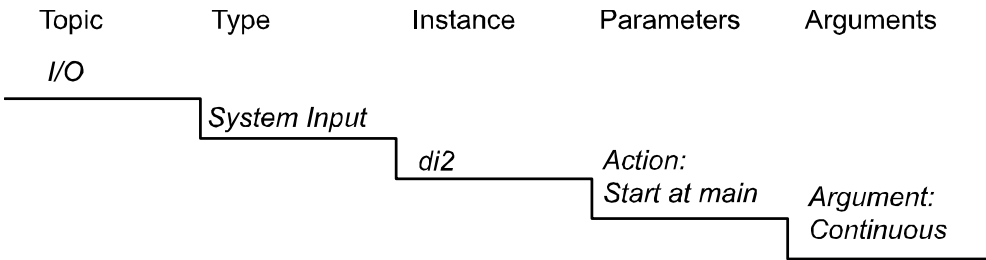 Topic Type Instance Parameters Arguments
I/O
System Input
di2
Action:
Start at main
Argument:
Continuous